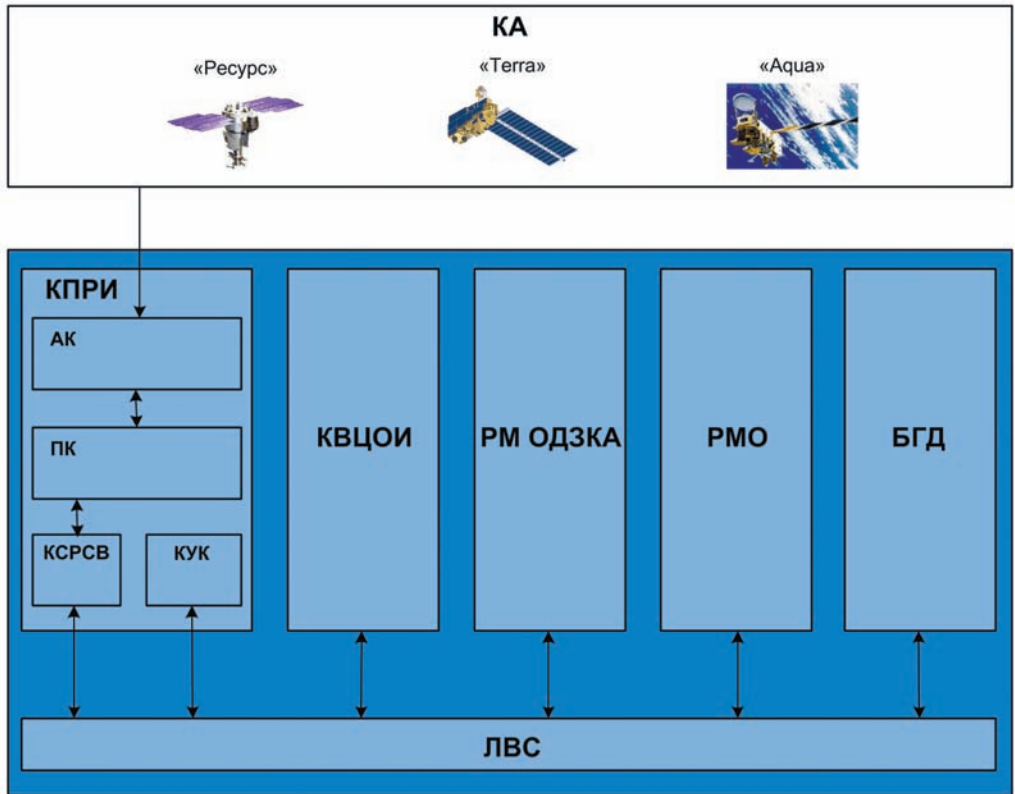 КА
«Ресурс» «Terra» «Aqua»
КПРИ
АК
ПК
КСРСВ КУК
КВЦОИ РМ ОДЗКА РМО БГД
ЛВС